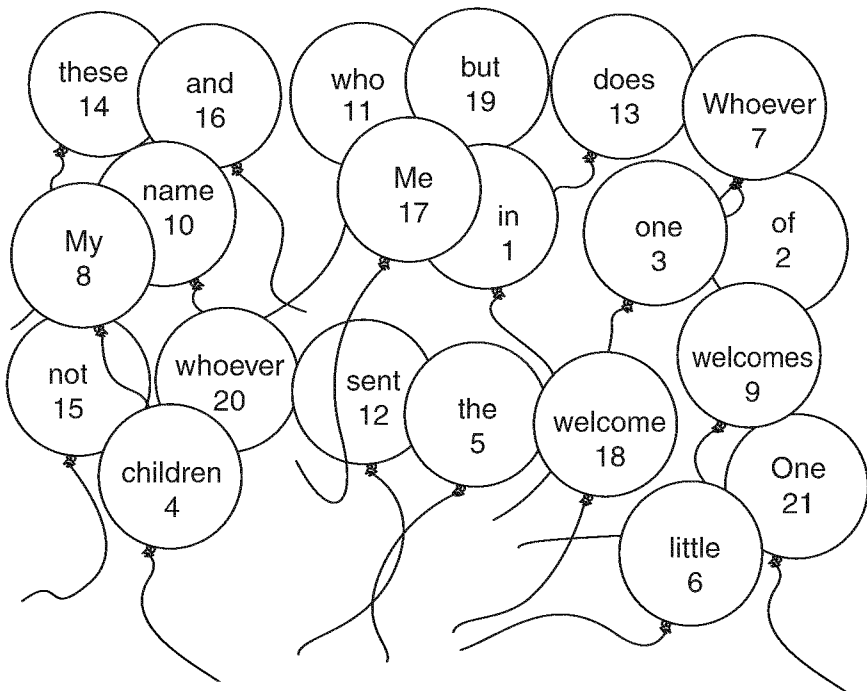 these
14
and
16
who
11
but
19
does
13
Whoever
7
name
10
Me
17
My
8
in
1
one
3
of
2
not
15
whoever
20
sent
12
the
5
welcome
18
welcomes
9
children
4
One
21
little
6